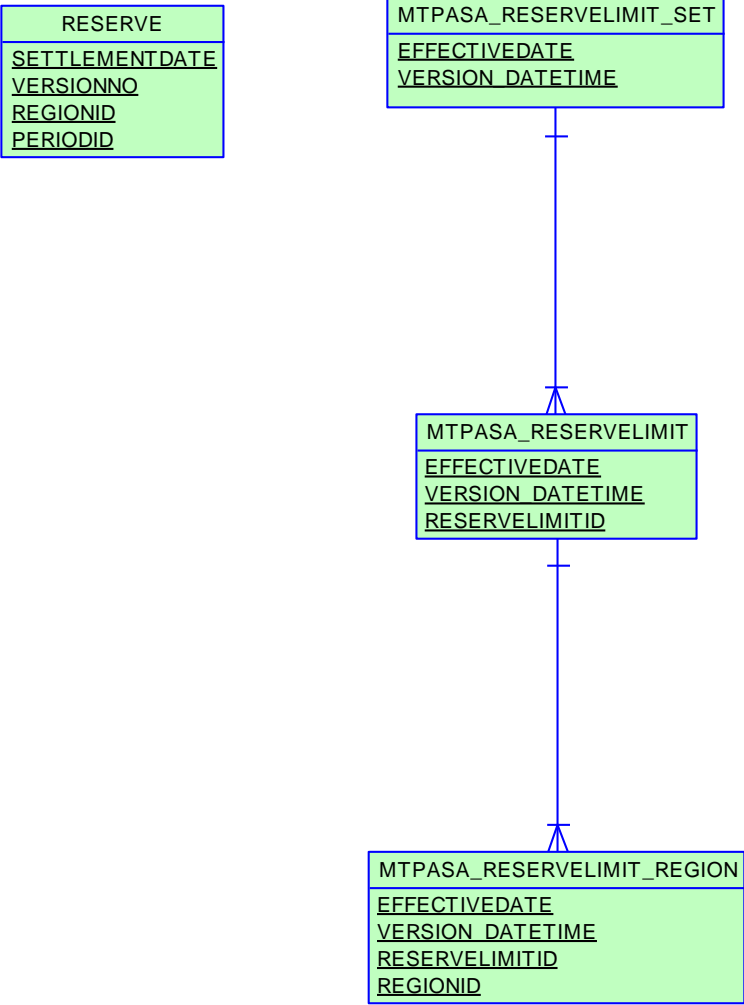 RESERVE
SETTLEMENTDATE
VERSIONNO
REGIONID
PERIODID
MTPASA_RESERVELIMIT_SET
EFFECTIVEDATE
VERSION_DATETIME
MTPASA_RESERVELIMIT
EFFECTIVEDATE
VERSION_DATETIME
RESERVELIMITID
MTPASA_RESERVELIMIT_REGION
EFFECTIVEDATE
VERSION_DATETIME
RESERVELIMITID
REGIONID